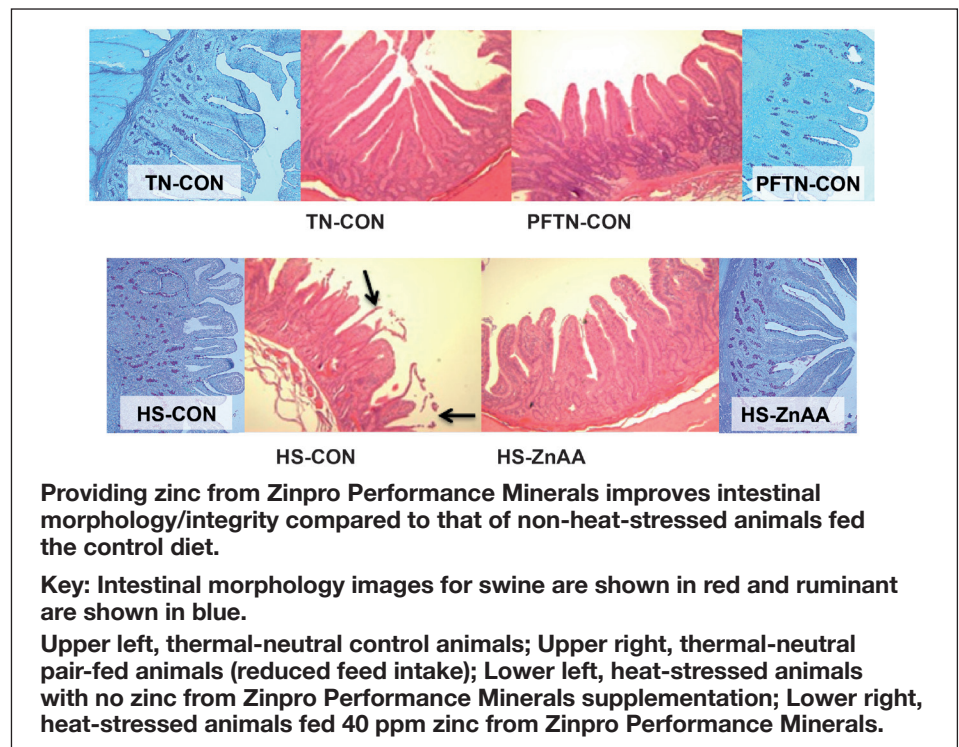 TN-CON
PFTN-CON
TN-CON
PFTN-CON
HS-CON
HS-ZnAA
HS-CON
HS-ZnAA
Providing zinc from Zinpro Performance Minerals improves intestinal
morphology/integrity compared to that of non-heat-stressed animals fed
the control diet.
Key: Intestinal morphology images for swine are shown in red and ruminant
are shown in blue.
Upper left, thermal-neutral control animals; Upper right, thermal-neutral
pair-fed animals (reduced feed intake); Lower left, heat-stressed animals
with no zinc from Zinpro Performance Minerals supplementation; Lower right,
heat-stressed animals fed 40 ppm zinc from Zinpro Performance Minerals.